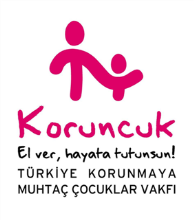 Koruncuk
El ver, hayata tutunsun!
TÜRKİYE KORUNMAYA
MUHTAÇ ÇOCUKLAR VAKFI